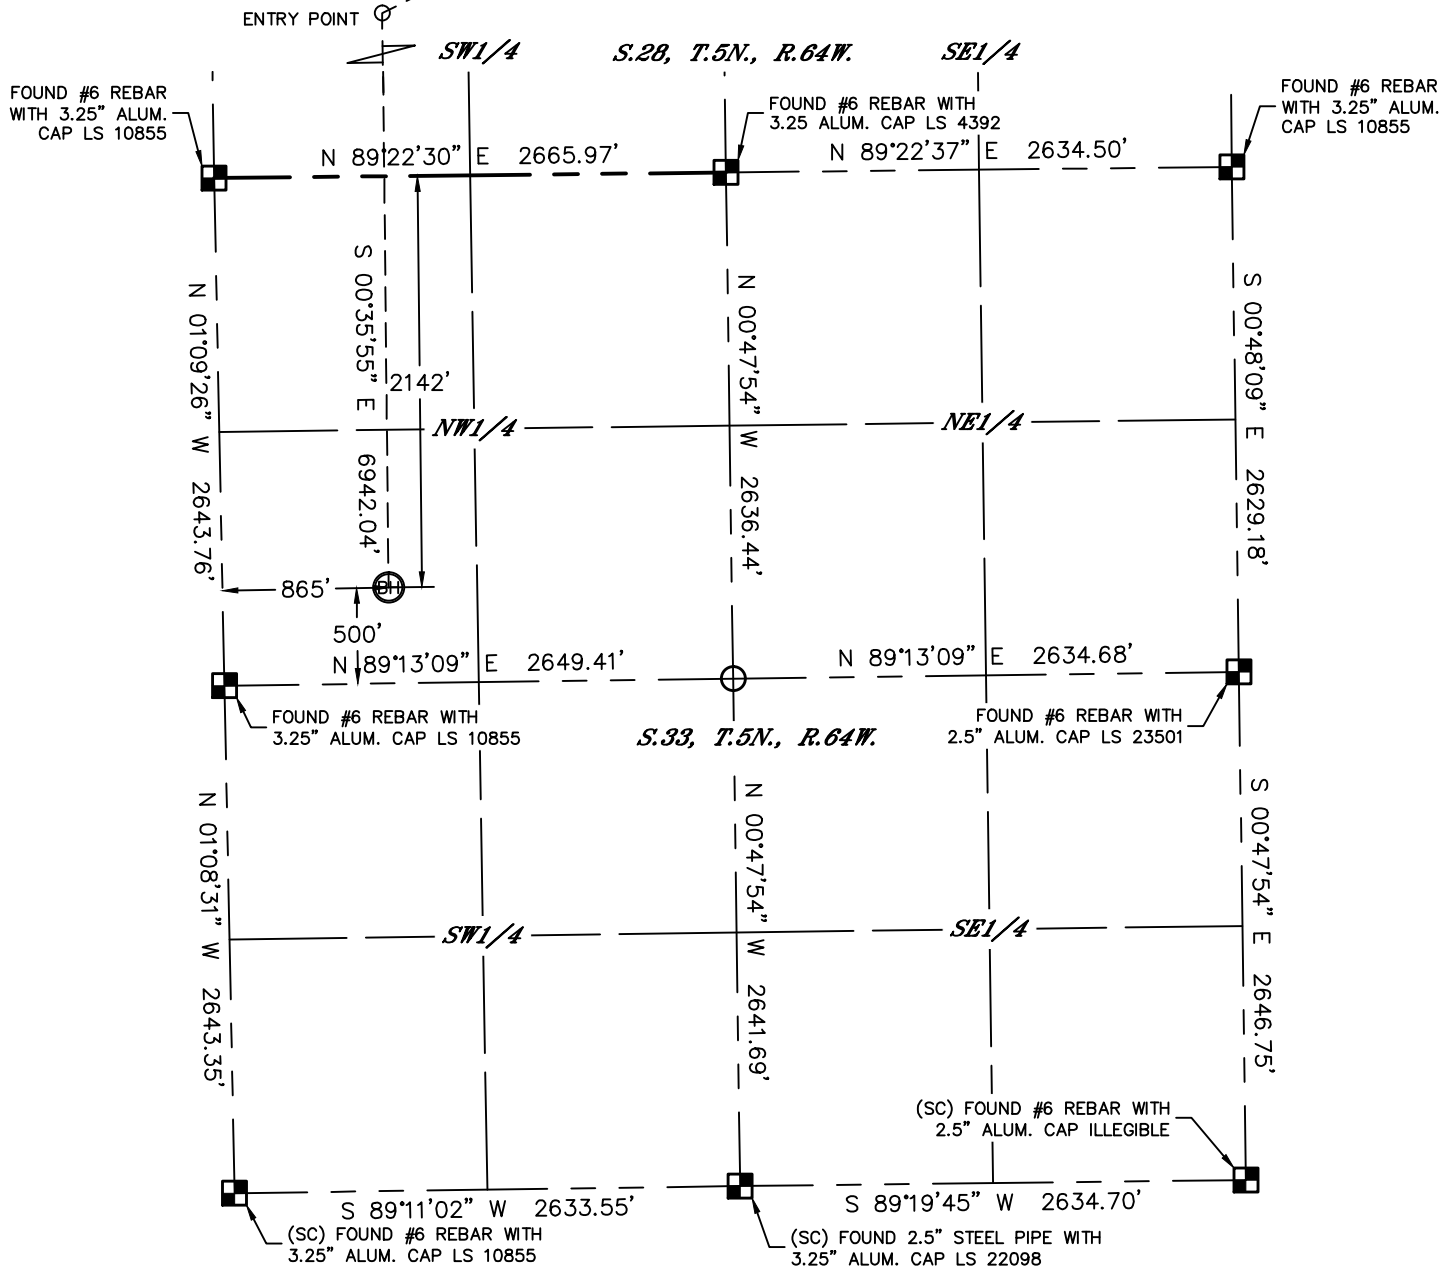 ENTRY POINT
SW1/4
S.28, T.5N., R.64W.
SE1/4
FOUND #6 REBAR
WITH 3.25" ALUM.
CAP LS 10855
FOUND #6 REBAR WITH
3.25 ALUM. CAP LS 4392
FOUND #6 REBAR
WITH 3.25" ALUM.
CAP LS 10855
N 89°22'30" E 2665.97'
N 89°22'37" E 2634.50'
N 01°09'26" W 2643.76'
S 00°35'55" E 6942.04'
2142'
N 00°47'54" W 2636.44'
S 00°48'09" E 2629.18'
NW1/4
NE1/4
BH
865'
500'
N 89°13'09" E 2649.41'
N 89°13'09" E 2634.68'
FOUND #6 REBAR WITH
3.25" ALUM. CAP LS 10855
S.33, T.5N., R.64W.
FOUND #6 REBAR WITH
2.5" ALUM. CAP LS 23501
N 01°08'31" W 2643.35'
N 00°47'54" W 2641.69'
S 00°47'54" E 2646.75'
SW1/4
SE1/4
(SC) FOUND #6 REBAR WITH
2.5" ALUM. CAP ILLEGIBLE
S 89°11'02" W 2633.55'
S 89°19'45" W 2634.70'
(SC) FOUND #6 REBAR WITH
3.25" ALUM. CAP LS 10855
(SC) FOUND 2.5" STEEL PIPE WITH
3.25" ALUM. CAP LS 22098